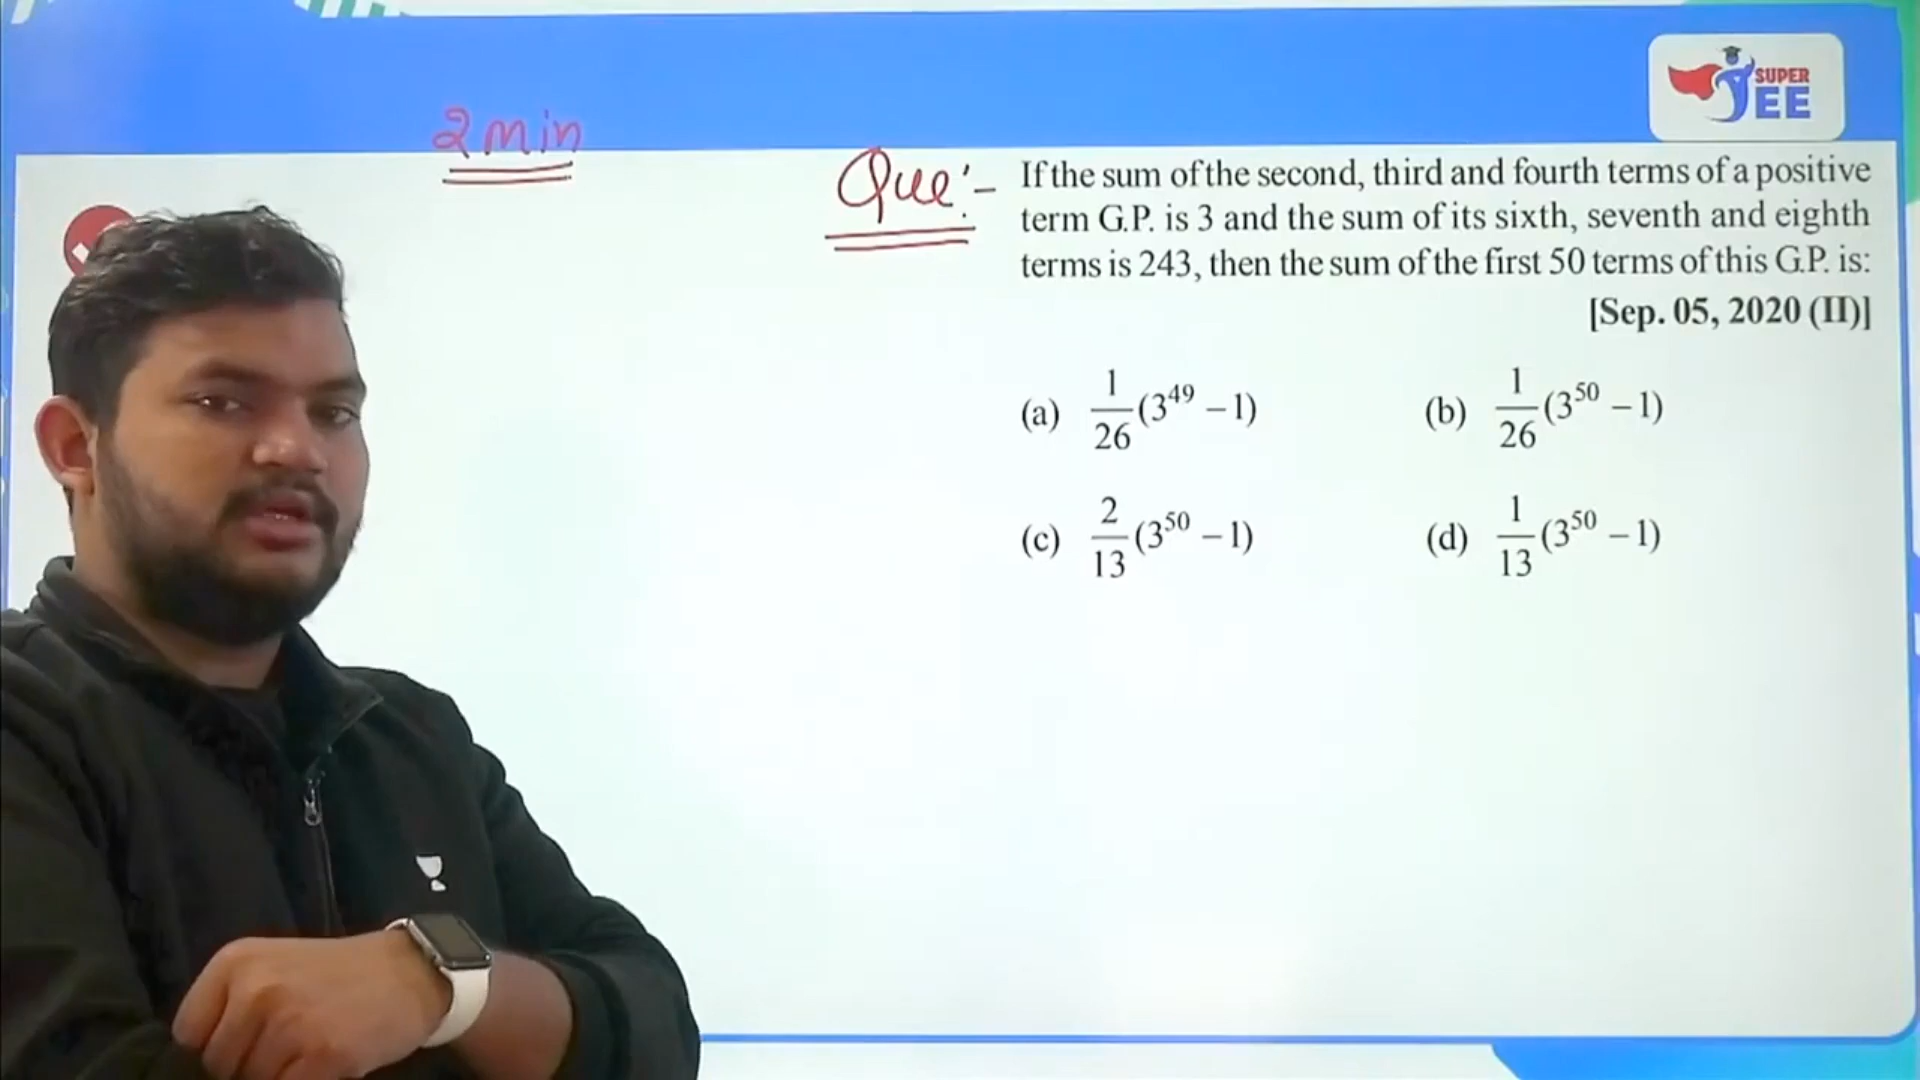 SUPER
JEE
2 min
Que:-
If the sum of the second, third and fourth terms of a positive
term G.P. is 3 and the sum of its sixth, seventh and eighth
terms is 243, then the sum of the first 50 terms of this G.P. is:
[Sep. 05, 2020 (II)]
(a) 1/26 (3^49 – 1) (b) 1/26 (3^50 – 1)
(c) 2/13 (3^50 – 1) (d) 1/13 (3^50 – 1)